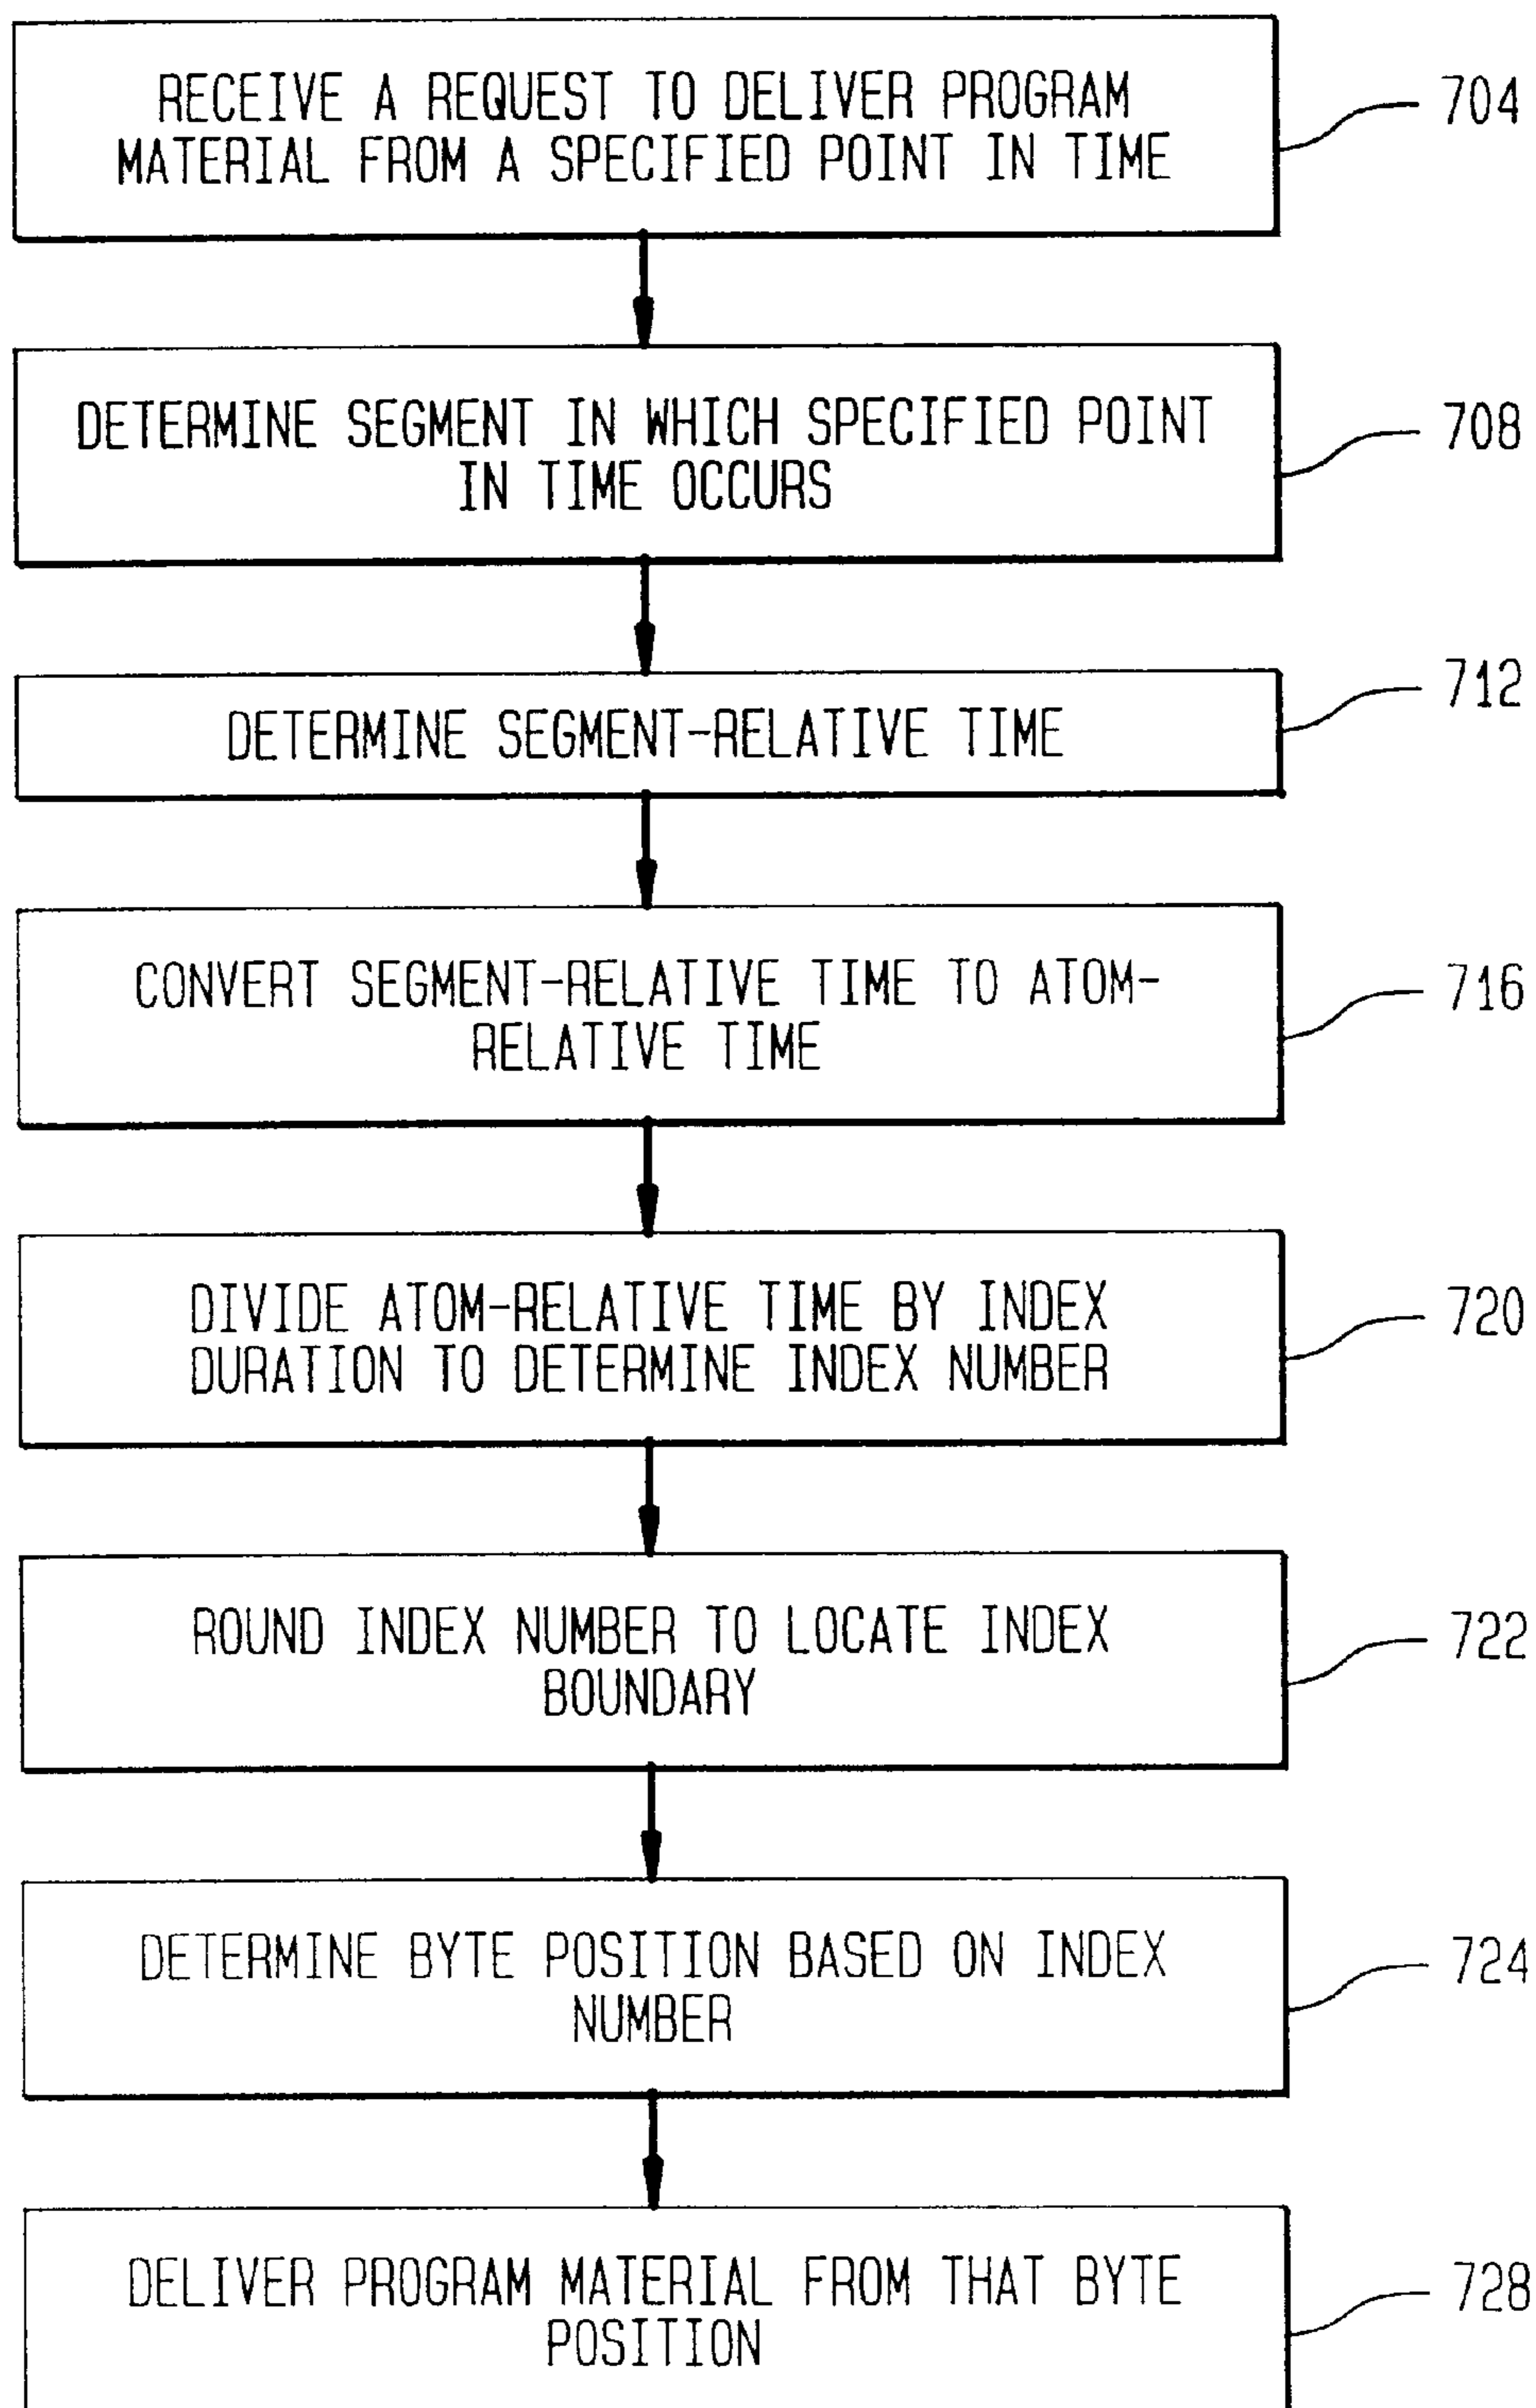 RECEIVE A REQUEST TO DELIVER PROGRAM
MATERIAL FROM A SPECIFIED POINT IN TIME
704
DETERMINE SEGMENT IN WHICH SPECIFIED POINT
IN TIME OCCURS
708
DETERMINE SEGMENT-RELATIVE TIME
712
CONVERT SEGMENT-RELATIVE TIME TO ATOM-
RELATIVE TIME
716
DIVIDE ATOM-RELATIVE TIME BY INDEX
DURATION TO DETERMINE INDEX NUMBER
720
ROUND INDEX NUMBER TO LOCATE INDEX
BOUNDARY
722
DETERMINE BYTE POSITION BASED ON INDEX
NUMBER
724
DELIVER PROGRAM MATERIAL FROM THAT BYTE
POSITION
728